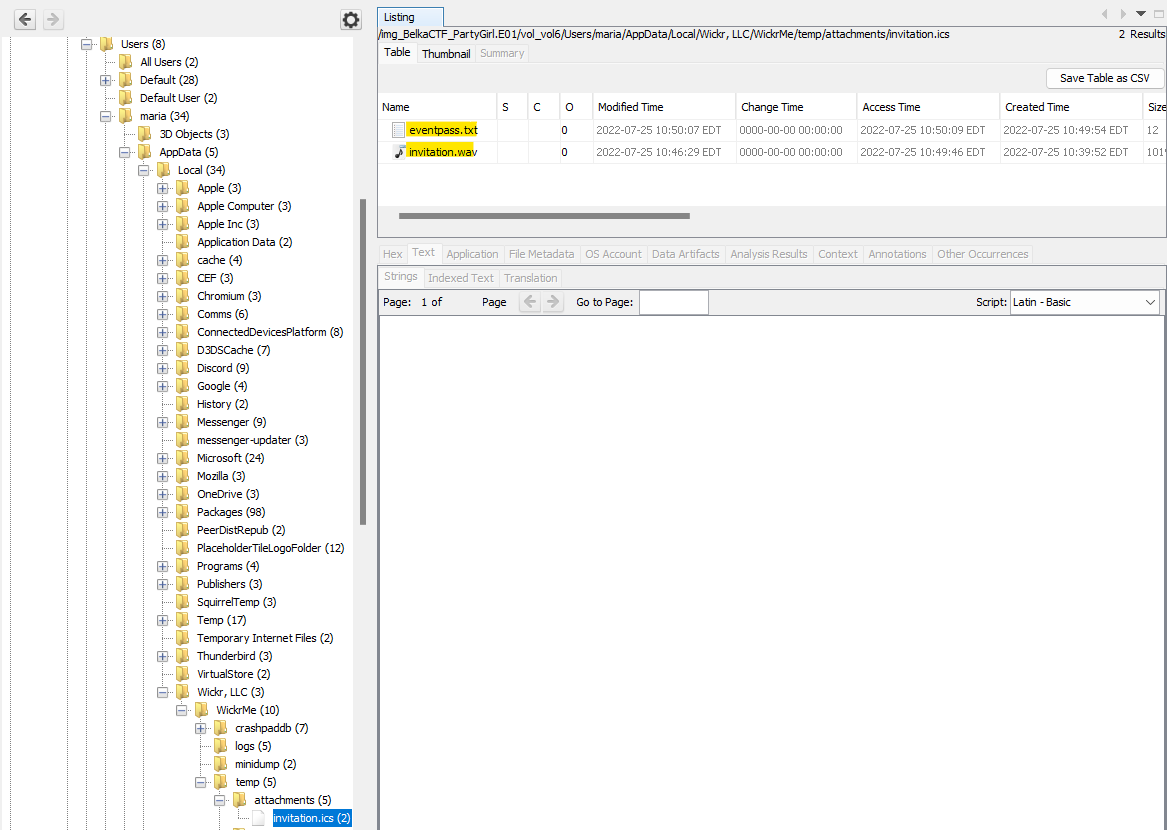 Users (8)
All Users (2)
Default (28)
Default User (2)
maria (34)
3D Objects (3)
AppData (5)
Local (34)
Apple (3)
Apple Computer (3)
Apple Inc (3)
Application Data (2)
cache (4)
CEF (3)
Chromium (3)
Comms (6)
ConnectedDevicesPlatform (8)
D3DSCache (7)
Discord (9)
Google (4)
History (2)
Messenger (9)
messenger-updater (3)
Microsoft (24)
Mozilla (3)
OneDrive (3)
Packages (98)
PeerDistRepub (2)
PlaceholderTileLogoFolder (12)
Programs (4)
Publishers (3)
SquirrelTemp (3)
Temp (17)
Temporary Internet Files (2)
Thunderbird (3)
VirtualStore (2)
Wickr, LLC (3)
WickrMe (10)
crashpaddb (7)
logs (5)
minidump (2)
temp (5)
attachments (5)
invitation.ics (2)
Listing
/img_BelkaCTF_PartyGirl.E01/vol_vol6/Users/maria/AppData/Local/Wickr, LLC/WickrMe/temp/attachments/invitation.ics 2 Results
Table Thumbnail Summary
Save Table as CSV
Name S C O Modified Time Change Time Access Time Created Time Size
eventpass.txt 0 2022-07-25 10:50:07 EDT 0000-00-00 00:00:00 2022-07-25 10:50:09 EDT 2022-07-25 10:49:54 EDT 12
invitation.wav 0 2022-07-25 10:46:29 EDT 0000-00-00 00:00:00 2022-07-25 10:49:46 EDT 2022-07-25 10:39:52 EDT 101
Hex Text Application File Metadata OS Account Data Artifacts Analysis Results Context Annotations Other Occurrences
Strings Indexed Text Translation
Page: 1 of Page Go to Page: Script: Latin - Basic